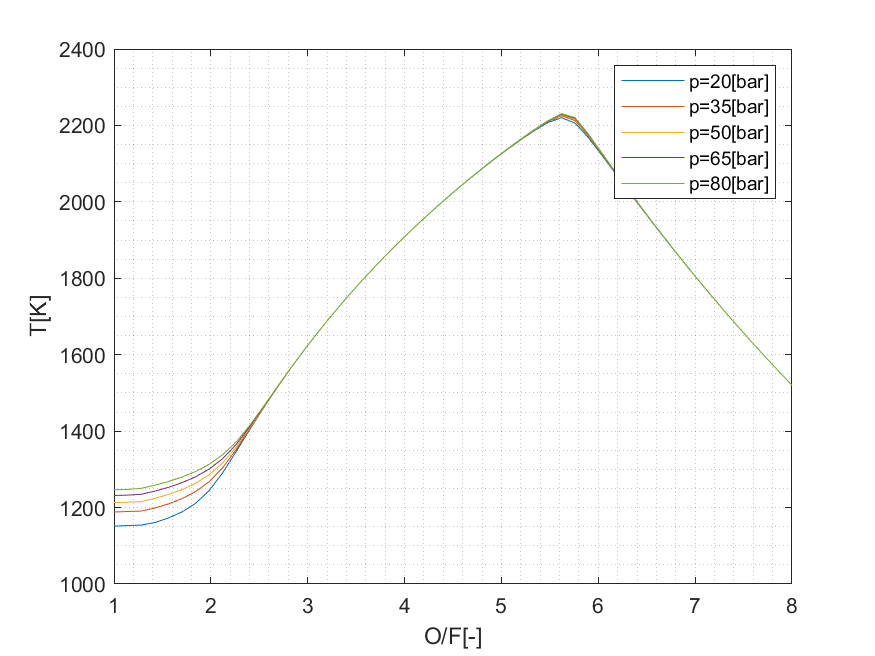 2400
2200
2000
1800
1600
1400
1200
1000
T[K]
p=20[bar]
p=35[bar]
p=50[bar]
p=65[bar]
p=80[bar]
1 2 3 4 5 6 7 8
O/F[-]